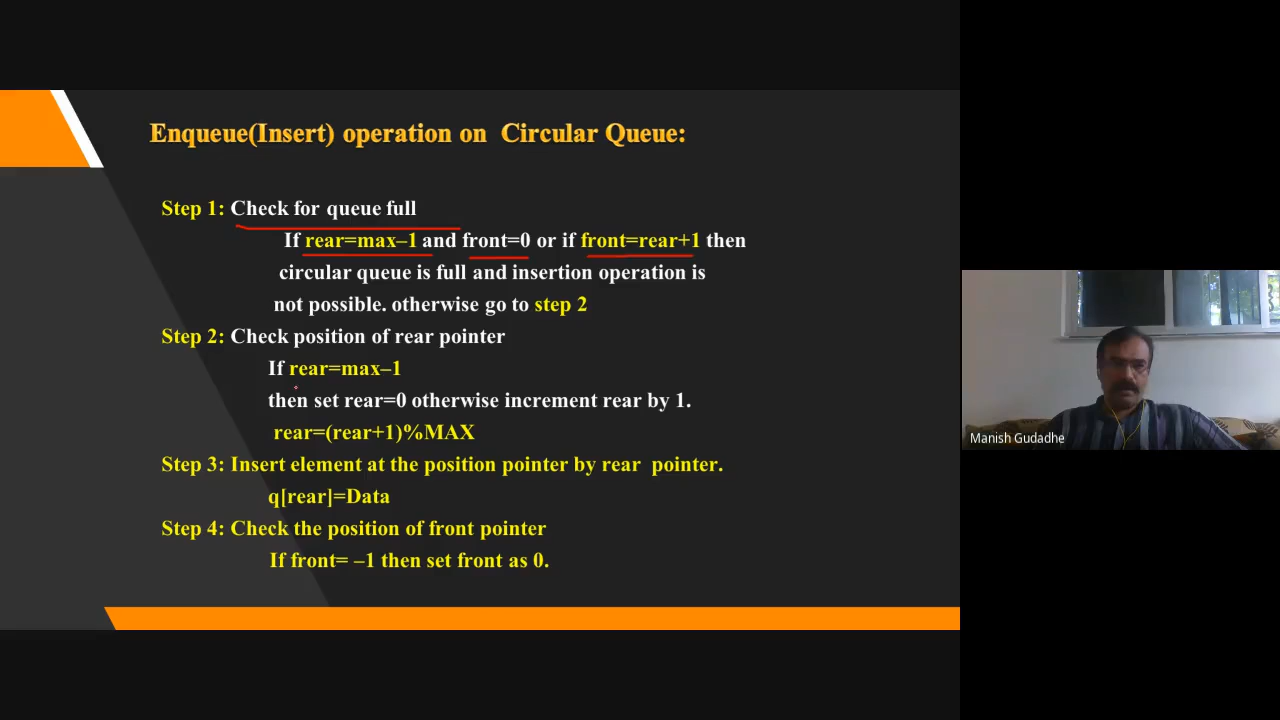 Enqueue(Insert) operation on Circular Queue:
Step 1: Check for queue full
If rear=max–1 and front=0 or if front=rear+1 then
circular queue is full and insertion operation is
not possible. otherwise go to step 2
Step 2: Check position of rear pointer
If rear=max–1
then set rear=0 otherwise increment rear by 1.
rear=(rear+1)%MAX
Step 3: Insert element at the position pointer by rear pointer.
q[rear]=Data
Step 4: Check the position of front pointer
If front= –1 then set front as 0.
Manish Gudadhe